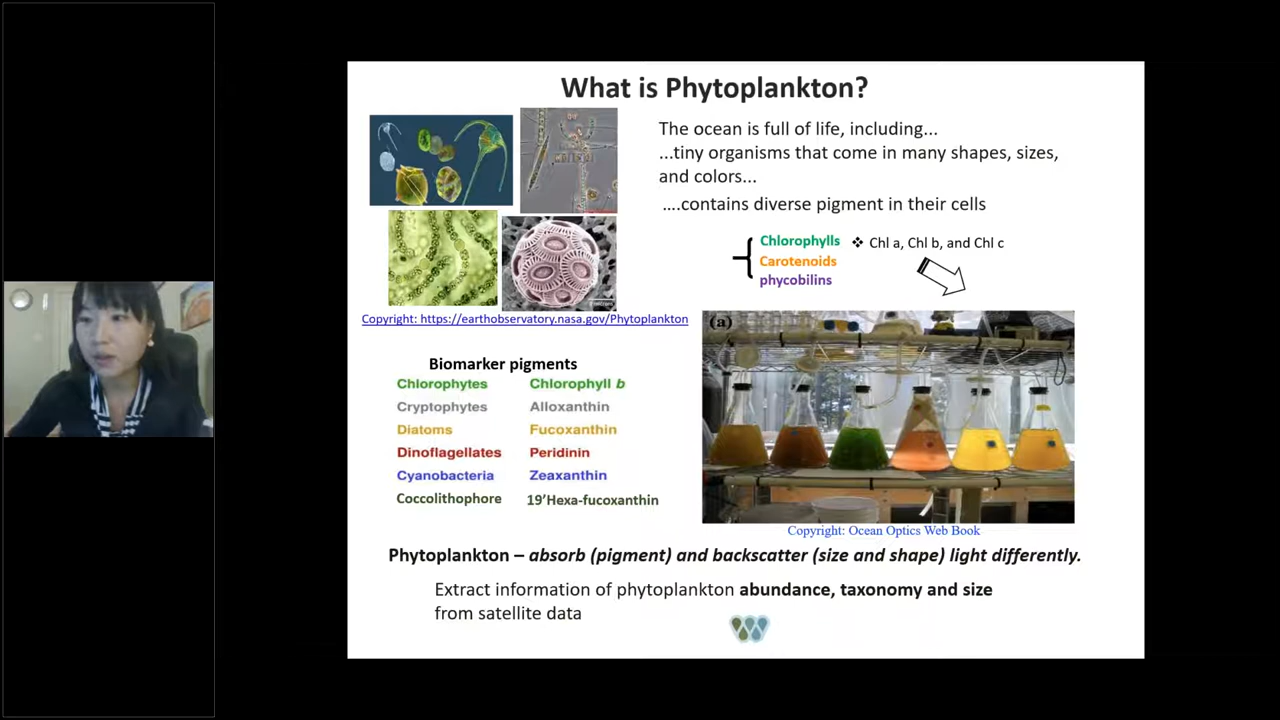 What is Phytoplankton?
The ocean is full of life, including...
...tiny organisms that come in many shapes, sizes,
and colors...
....contains diverse pigment in their cells
Chlorophylls ❖ Chl a, Chl b, and Chl c
Carotenoids
phycobilins
Copyright: https://earthobservatory.nasa.gov/Phytoplankton
(a)
Biomarker pigments
Chlorophytes Chlorophyll b
Cryptophytes Alloxanthin
Diatoms Fucoxanthin
Dinoflagellates Peridinin
Cyanobacteria Zeaxanthin
Coccolithophore 19'Hexa-fucoxanthin
Copyright: Ocean Optics Web Book
Phytoplankton – absorb (pigment) and backscatter (size and shape) light differently.
Extract information of phytoplankton abundance, taxonomy and size
from satellite data